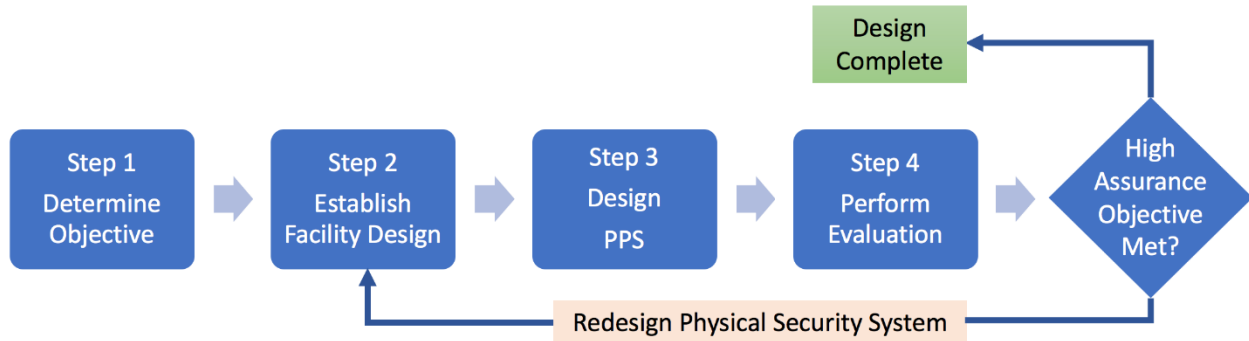 Design
Complete
Step 1
Determine
Objective
Step 2
Establish
Facility Design
Step 3
Design
PPS
Step 4
Perform
Evaluation
High
Assurance
Objective
Met?
Redesign Physical Security System